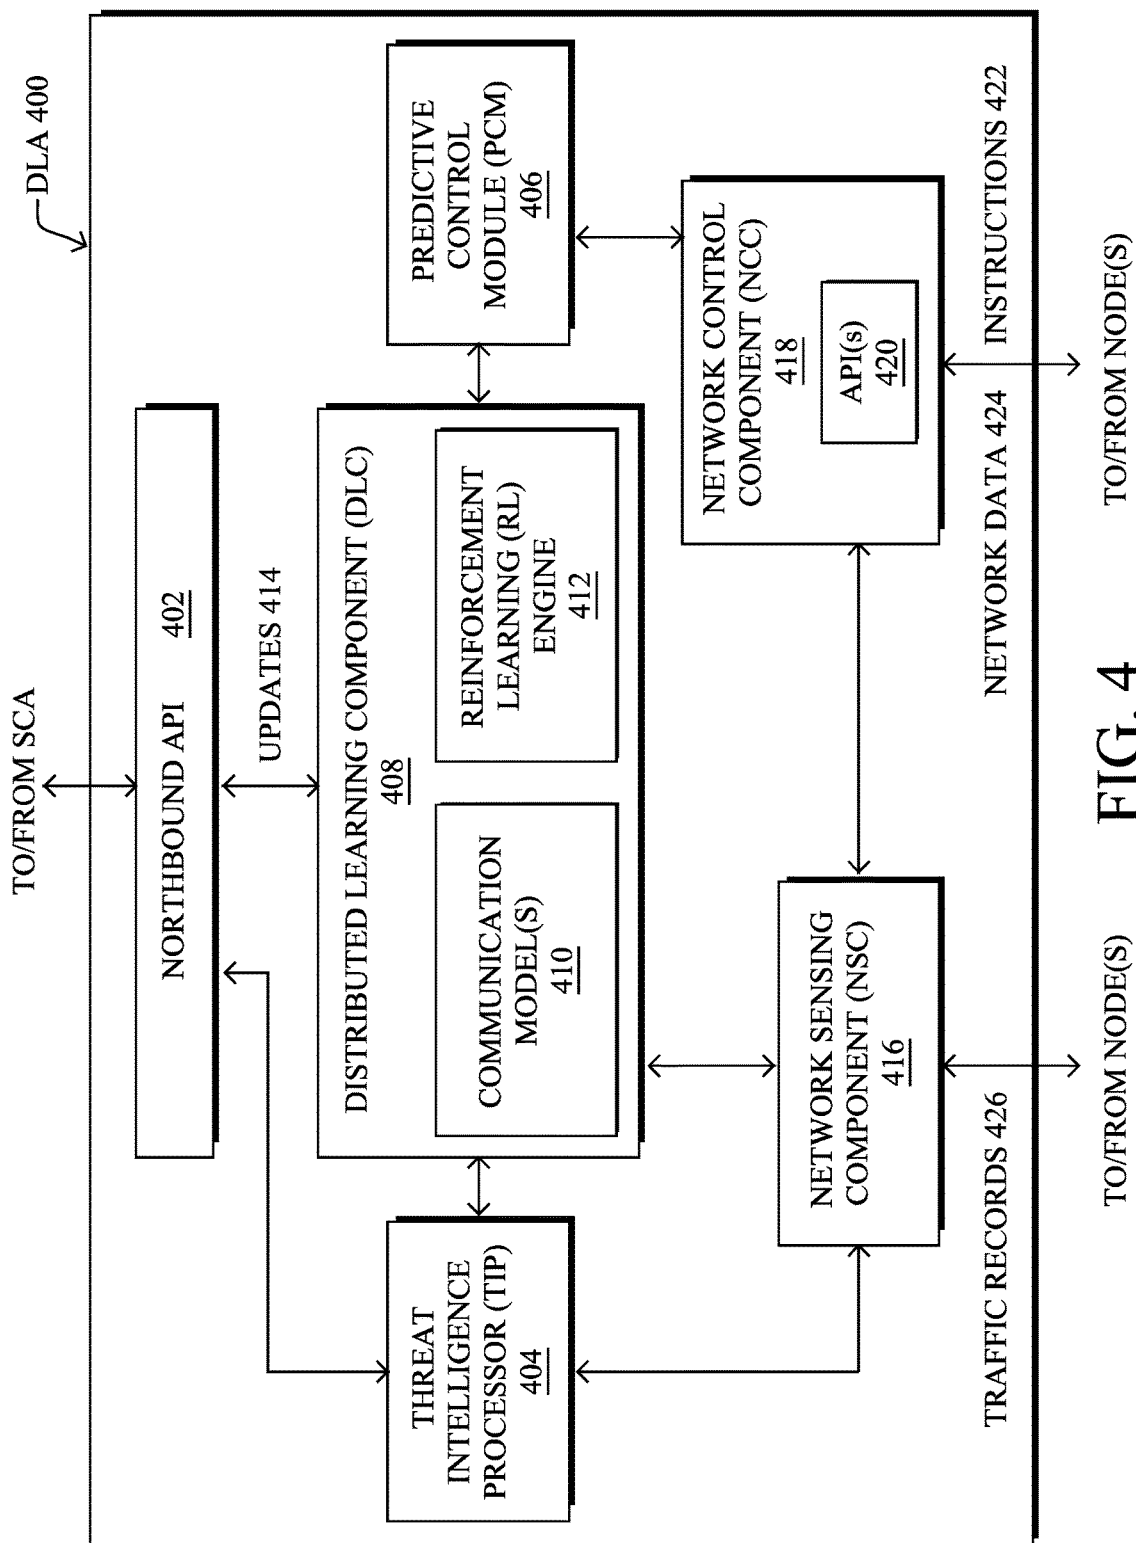 DLA 400
TO/FROM SCA
NORTHBOUND API 402
UPDATES 414
THREAT
INTELLIGENCE
PROCESSOR (TIP)
404
DISTRIBUTED LEARNING COMPONENT (DLC)
408
COMMUNICATION
MODEL(S)
410
REINFORCEMENT
LEARNING (RL)
ENGINE
412
PREDICTIVE
CONTROL
MODULE (PCM)
406
NETWORK SENSING
COMPONENT (NSC)
416
NETWORK CONTROL
COMPONENT (NCC)
418
API(s)
420
TRAFFIC RECORDS 426
NETWORK DATA 424
INSTRUCTIONS 422
TO/FROM NODE(S)
TO/FROM NODE(S)
FIG. 4